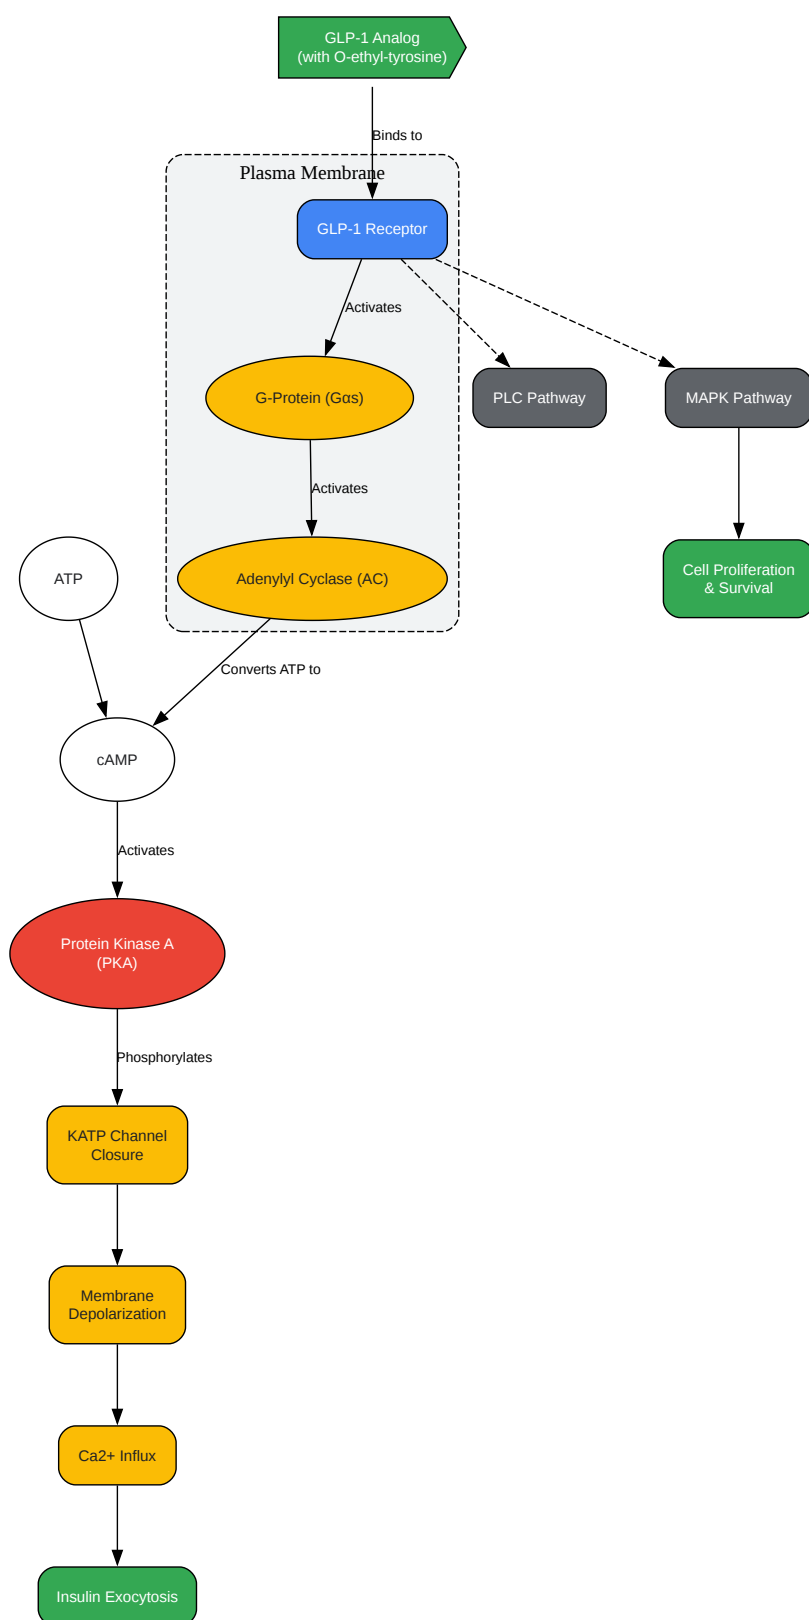 GLP-1 Analog
(with O-ethyl-tyrosine)
Binds to
Plasma Membrane
GLP-1 Receptor
Activates
G-Protein (Gαs)
PLC Pathway
MAPK Pathway
Activates
ATP
Adenylyl Cyclase (AC)
Cell Proliferation
& Survival
Converts ATP to
cAMP
Activates
Protein Kinase A
(PKA)
Phosphorylates
KATP Channel
Closure
Membrane
Depolarization
Ca2+ Influx
Insulin Exocytosis